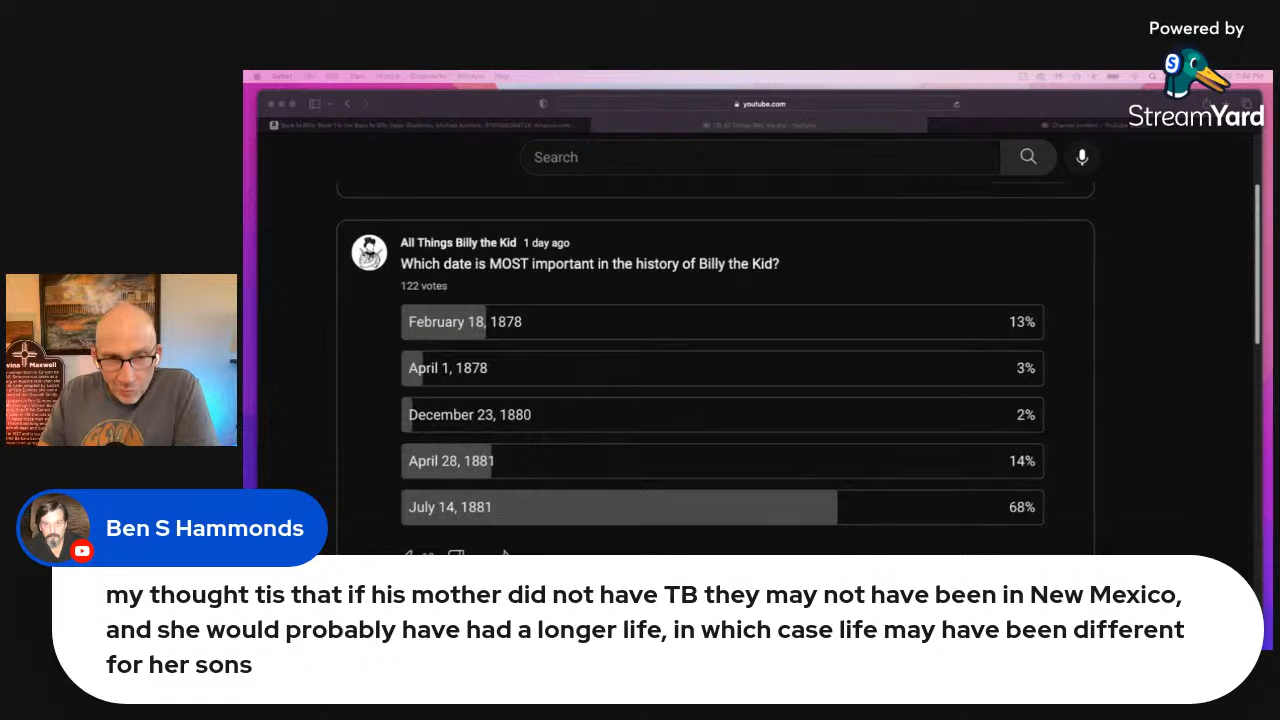 Powered by
StreamYard
youtube.com
Search
All Things Billy the Kid 1 day ago
Which date is MOST important in the history of Billy the Kid?
122 votes
February 18, 1878 13%
April 1, 1878 3%
December 23, 1880 2%
April 28, 1881 14%
July 14, 1881 68%
Maxwell
Ben S Hammonds
my thought tis that if his mother did not have TB they may not have been in New Mexico,
and she would probably have had a longer life, in which case life may have been different
for her sons